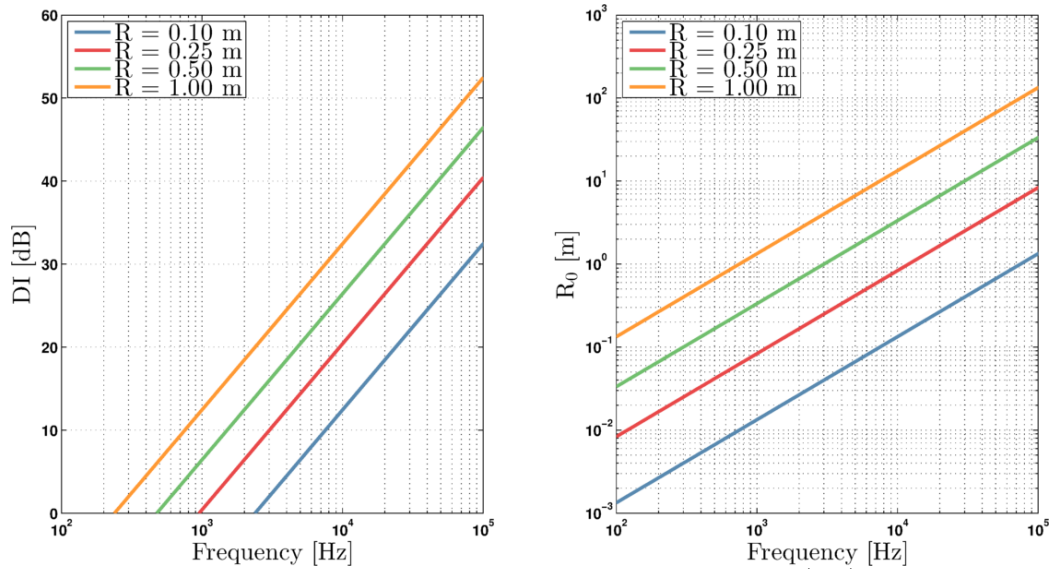 60
50
40
30
20
10
0
DI [dB]
R = 0.10 m
R = 0.25 m
R = 0.50 m
R = 1.00 m
10²
10³
10⁴
10⁵
Frequency [Hz]
10³
10²
10¹
10⁰
10⁻¹
10⁻²
10⁻³
R₀ [m]
R = 0.10 m
R = 0.25 m
R = 0.50 m
R = 1.00 m
10²
10³
10⁴
10⁵
Frequency [Hz]